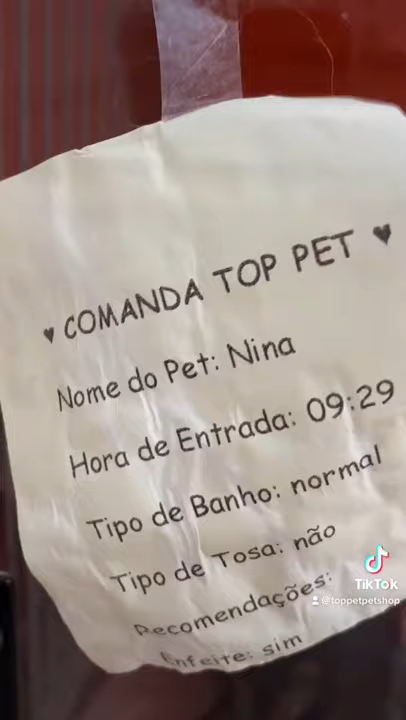 ♥ COMANDA TOP PET ♥
Nome do Pet: Nina
Hora de Entrada: 09:29
Tipo de Banho: normal
Tipo de Tosa: não
Recomendações:
Enfeite: sim
TikTok
@toppetpetshop